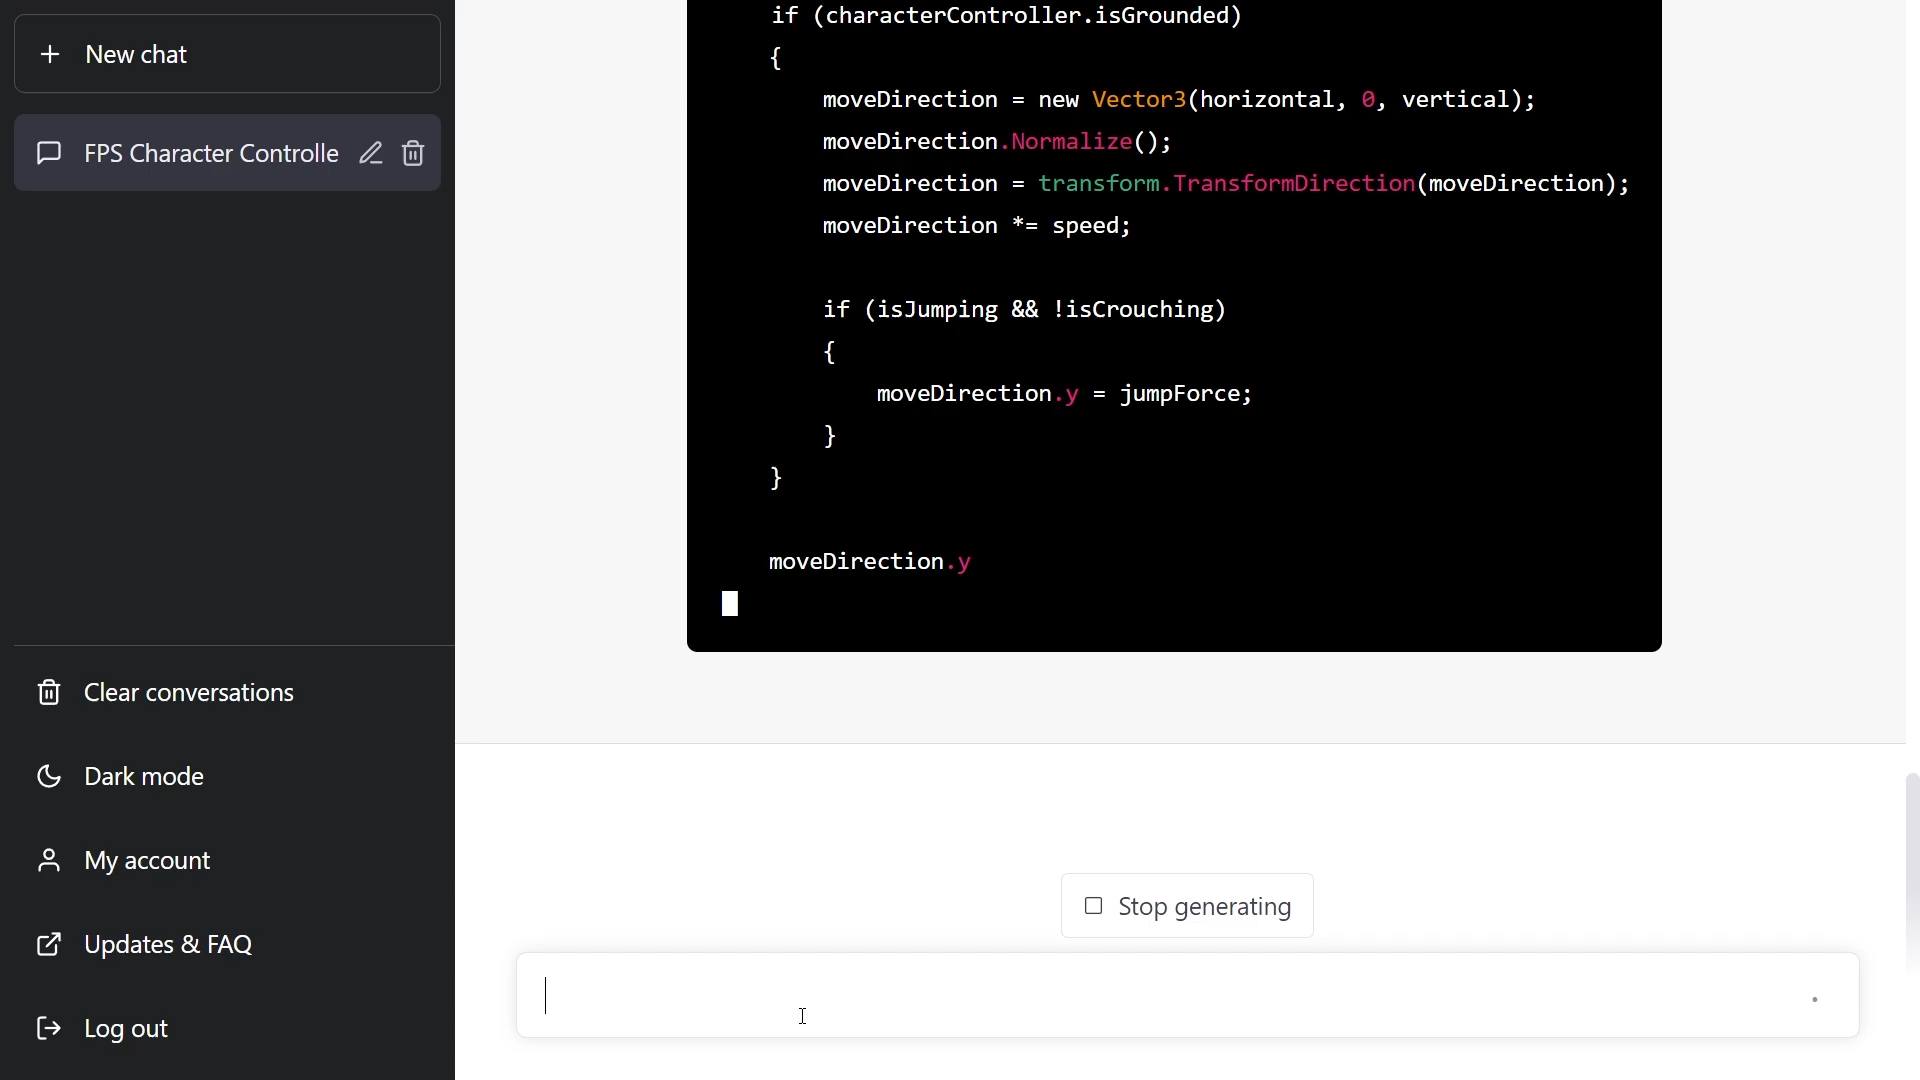 New chat
FPS Character Controlle
Clear conversations
Dark mode
My account
Updates & FAQ
Log out
if (characterController.isGrounded)
{
moveDirection = new Vector3(horizontal, 0, vertical);
moveDirection.Normalize();
moveDirection = transform.TransformDirection(moveDirection);
moveDirection *= speed;
if (isJumping && !isCrouching)
{
moveDirection.y = jumpForce;
}
}
moveDirection.y
Stop generating